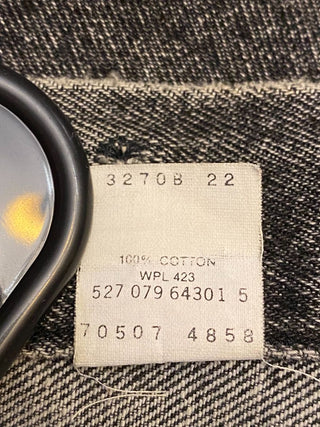 3270B 22
100% COTTON
WPL 423
527 079 64301 5
70507 4858